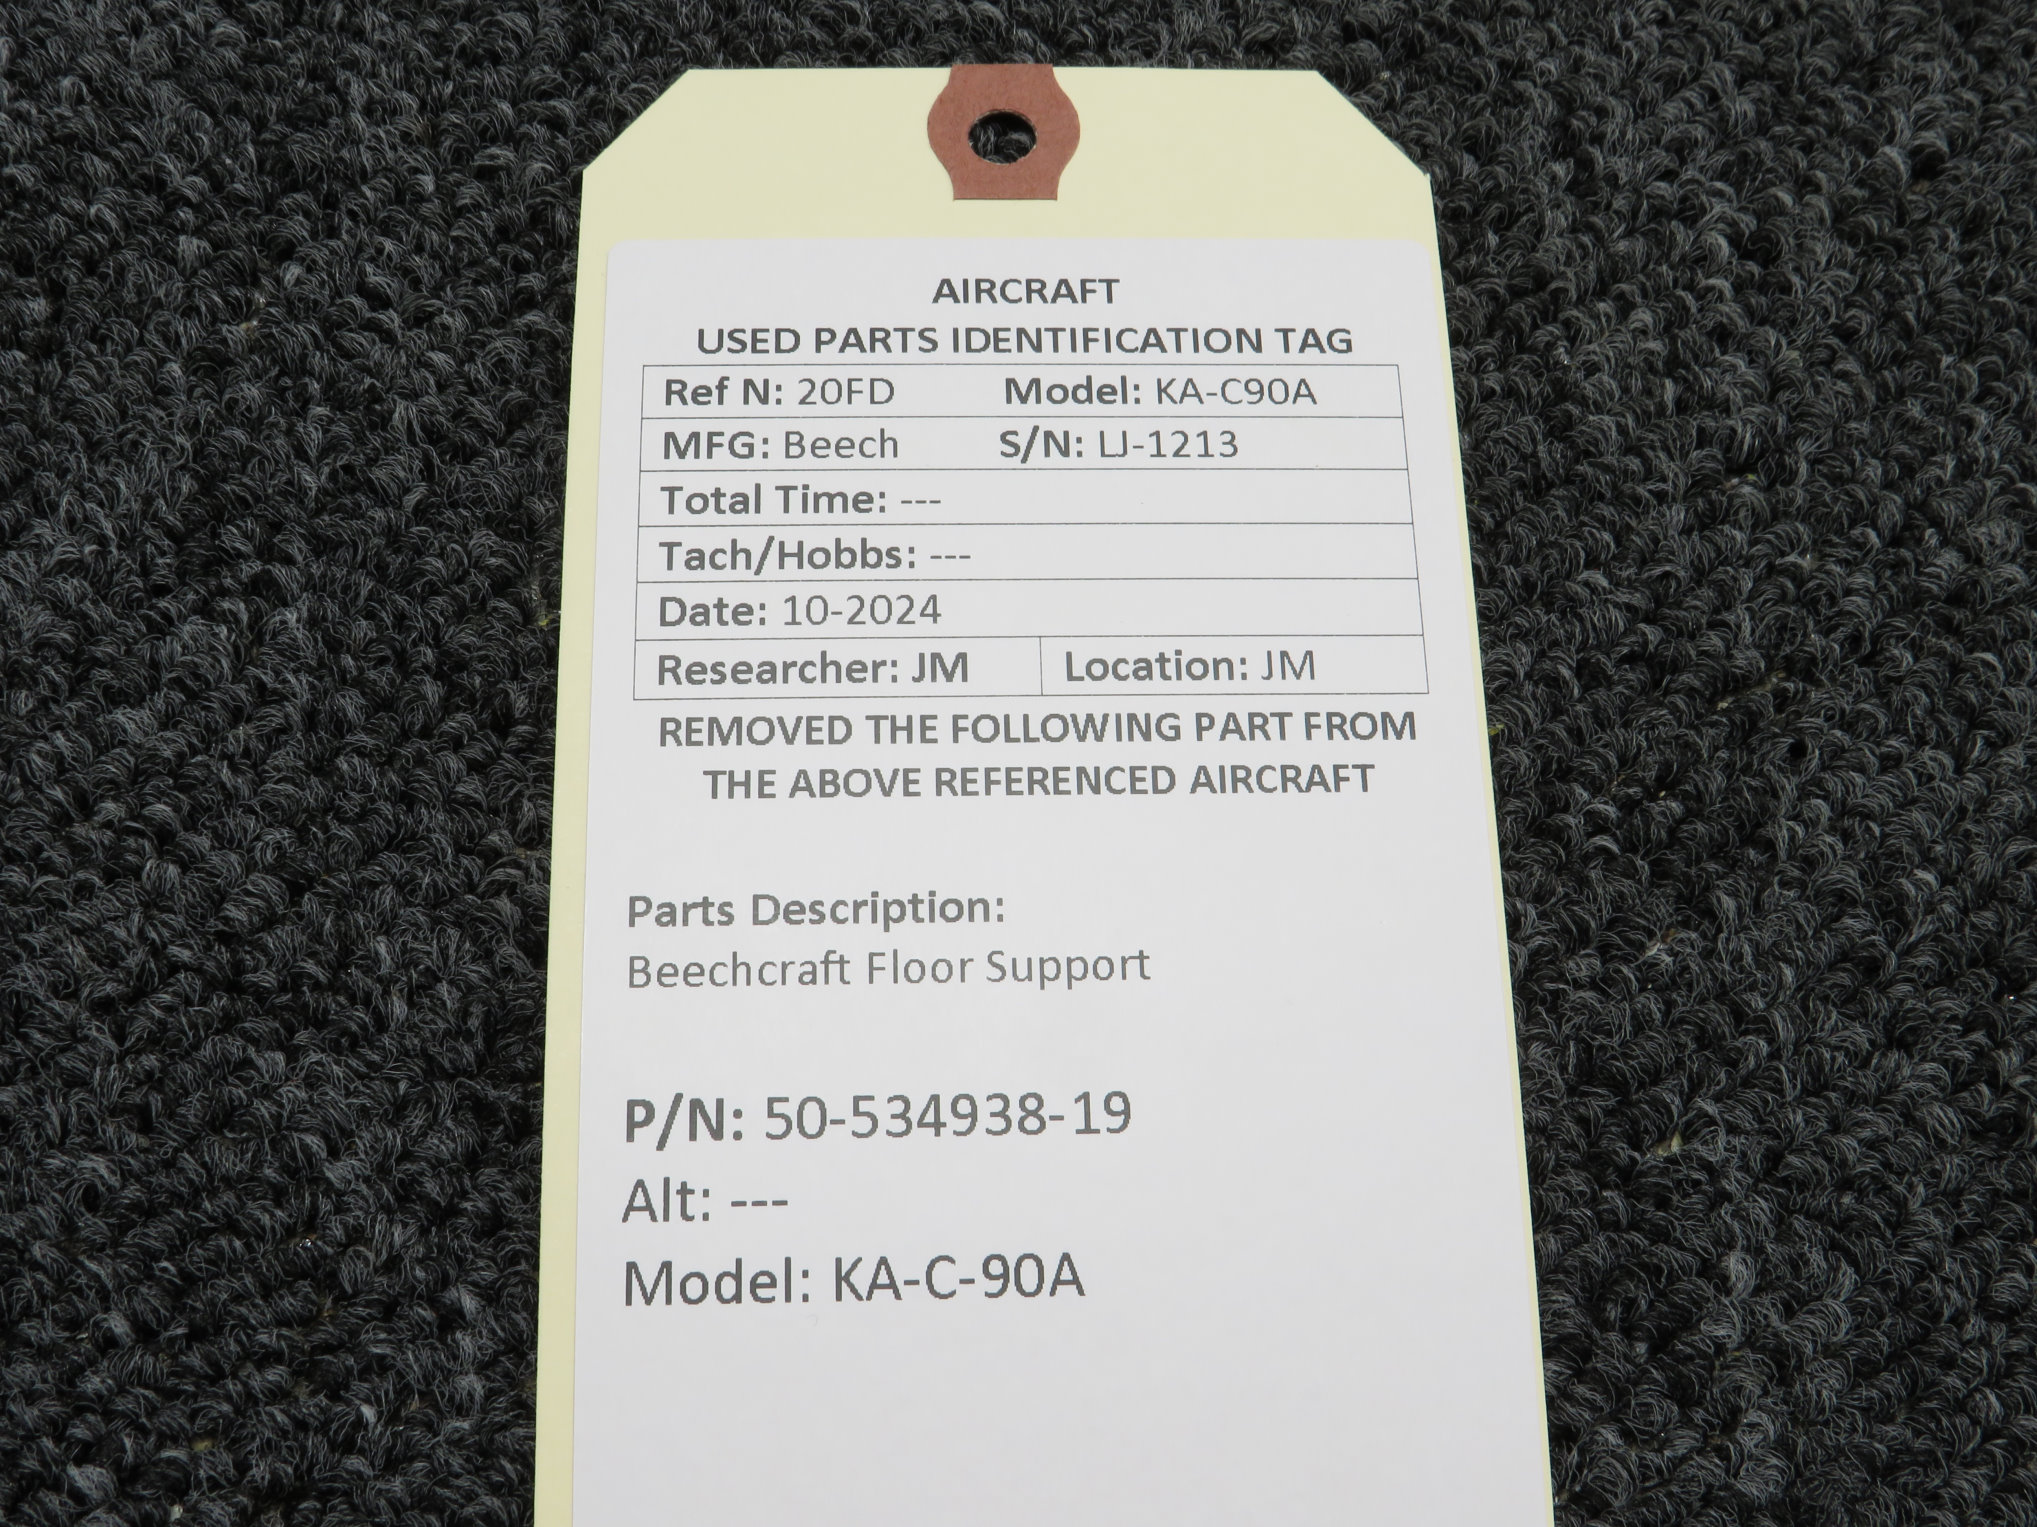 AIRCRAFT
USED PARTS IDENTIFICATION TAG
Ref N: 20FD Model: KA-C90A
MFG: Beech S/N: LJ-1213
Total Time: ---
Tach/Hobbs: ---
Date: 10-2024
Researcher: JM Location: JM
REMOVED THE FOLLOWING PART FROM
THE ABOVE REFERENCED AIRCRAFT
Parts Description:
Beechcraft Floor Support
P/N: 50-534938-19
Alt: ---
Model: KA-C-90A